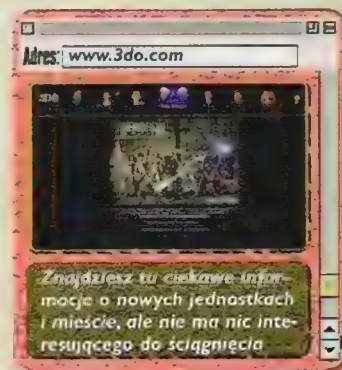 Adres: www.3do.com
3DO
Znajdziesz tu ciekawe infor-
macje o nowych jednostkach
i mieście, ale nie ma nic inte-
resującego do ściągnięcia